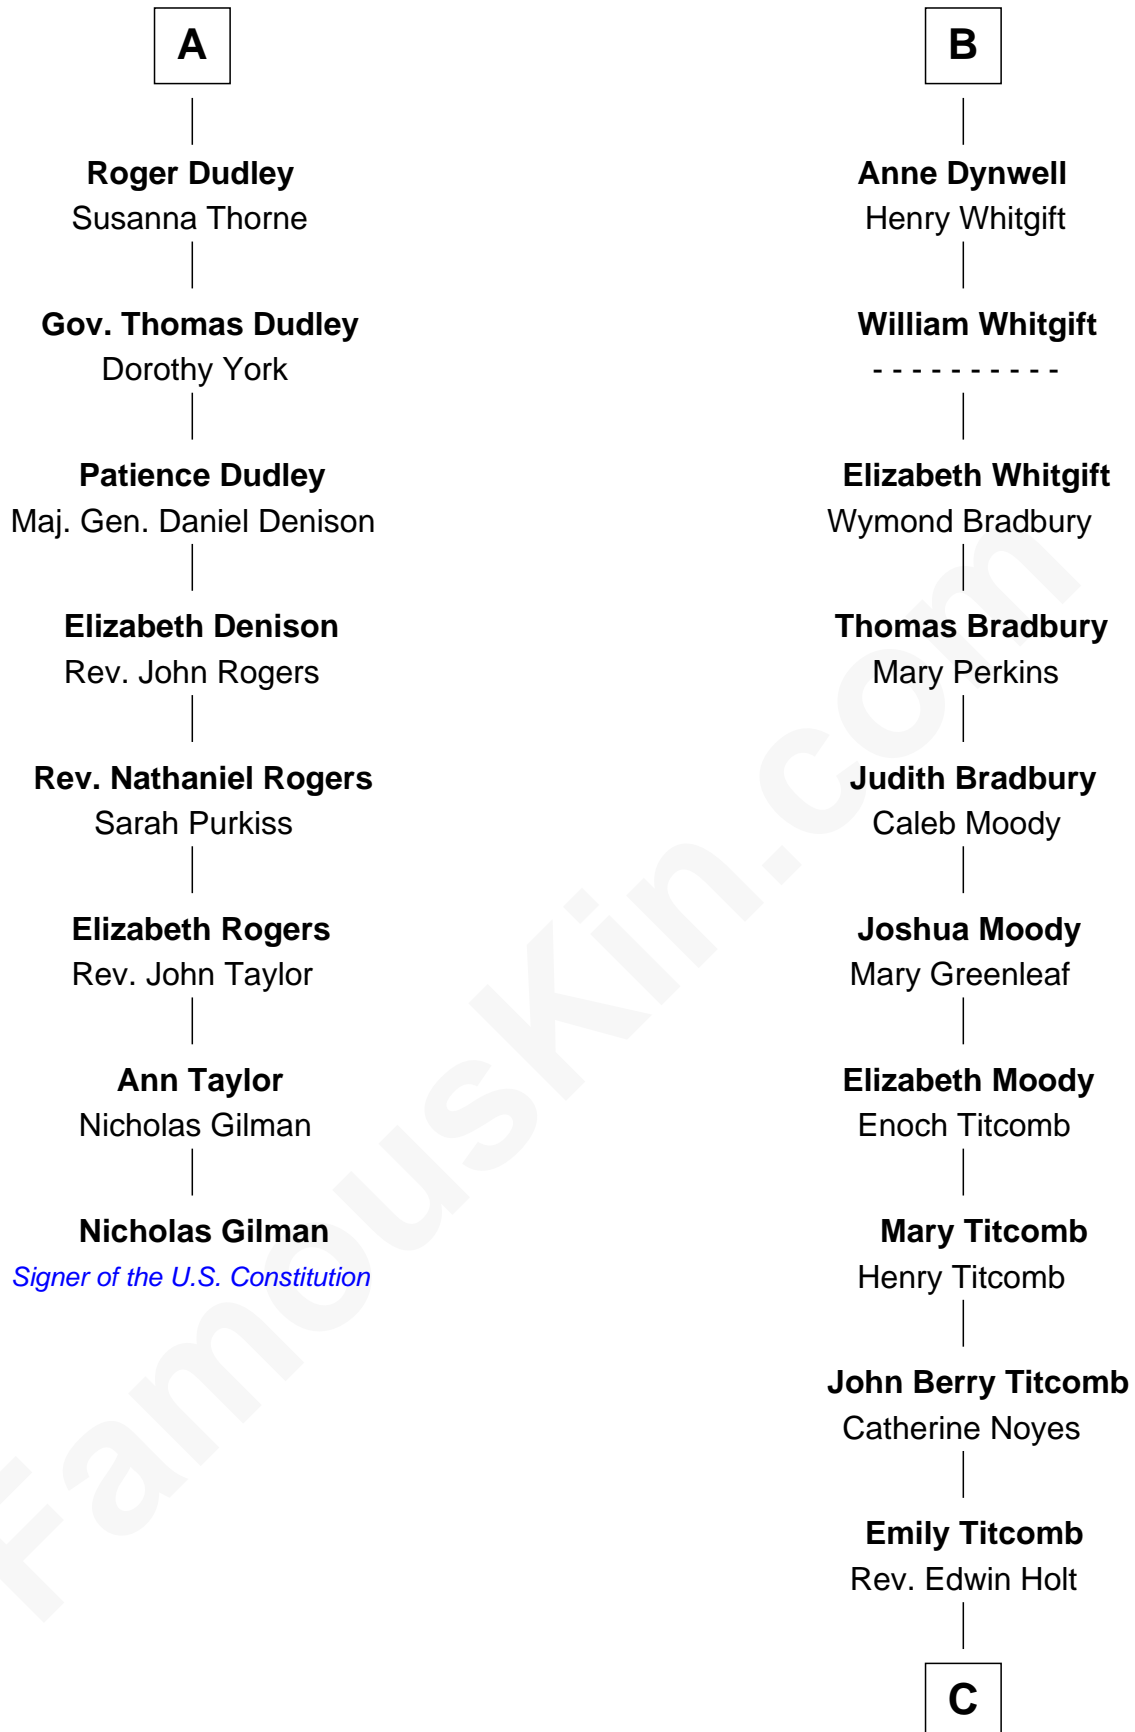 A
Roger Dudley
Susanna Thorne
Gov. Thomas Dudley
Dorothy York
Patience Dudley
Maj. Gen. Daniel Denison
Elizabeth Denison
Rev. John Rogers
Rev. Nathaniel Rogers
Sarah Purkiss
Elizabeth Rogers
Rev. John Taylor
Ann Taylor
Nicholas Gilman
Nicholas Gilman
Signer of the U.S. Constitution
B
Anne Dynwell
Henry Whitgift
William Whitgift
- - - - - - - - - -
Elizabeth Whitgift
Wymond Bradbury
Thomas Bradbury
Mary Perkins
Judith Bradbury
Caleb Moody
Joshua Moody
Mary Greenleaf
Elizabeth Moody
Enoch Titcomb
Mary Titcomb
Henry Titcomb
John Berry Titcomb
Catherine Noyes
Emily Titcomb
Rev. Edwin Holt
C
FamousKin.com